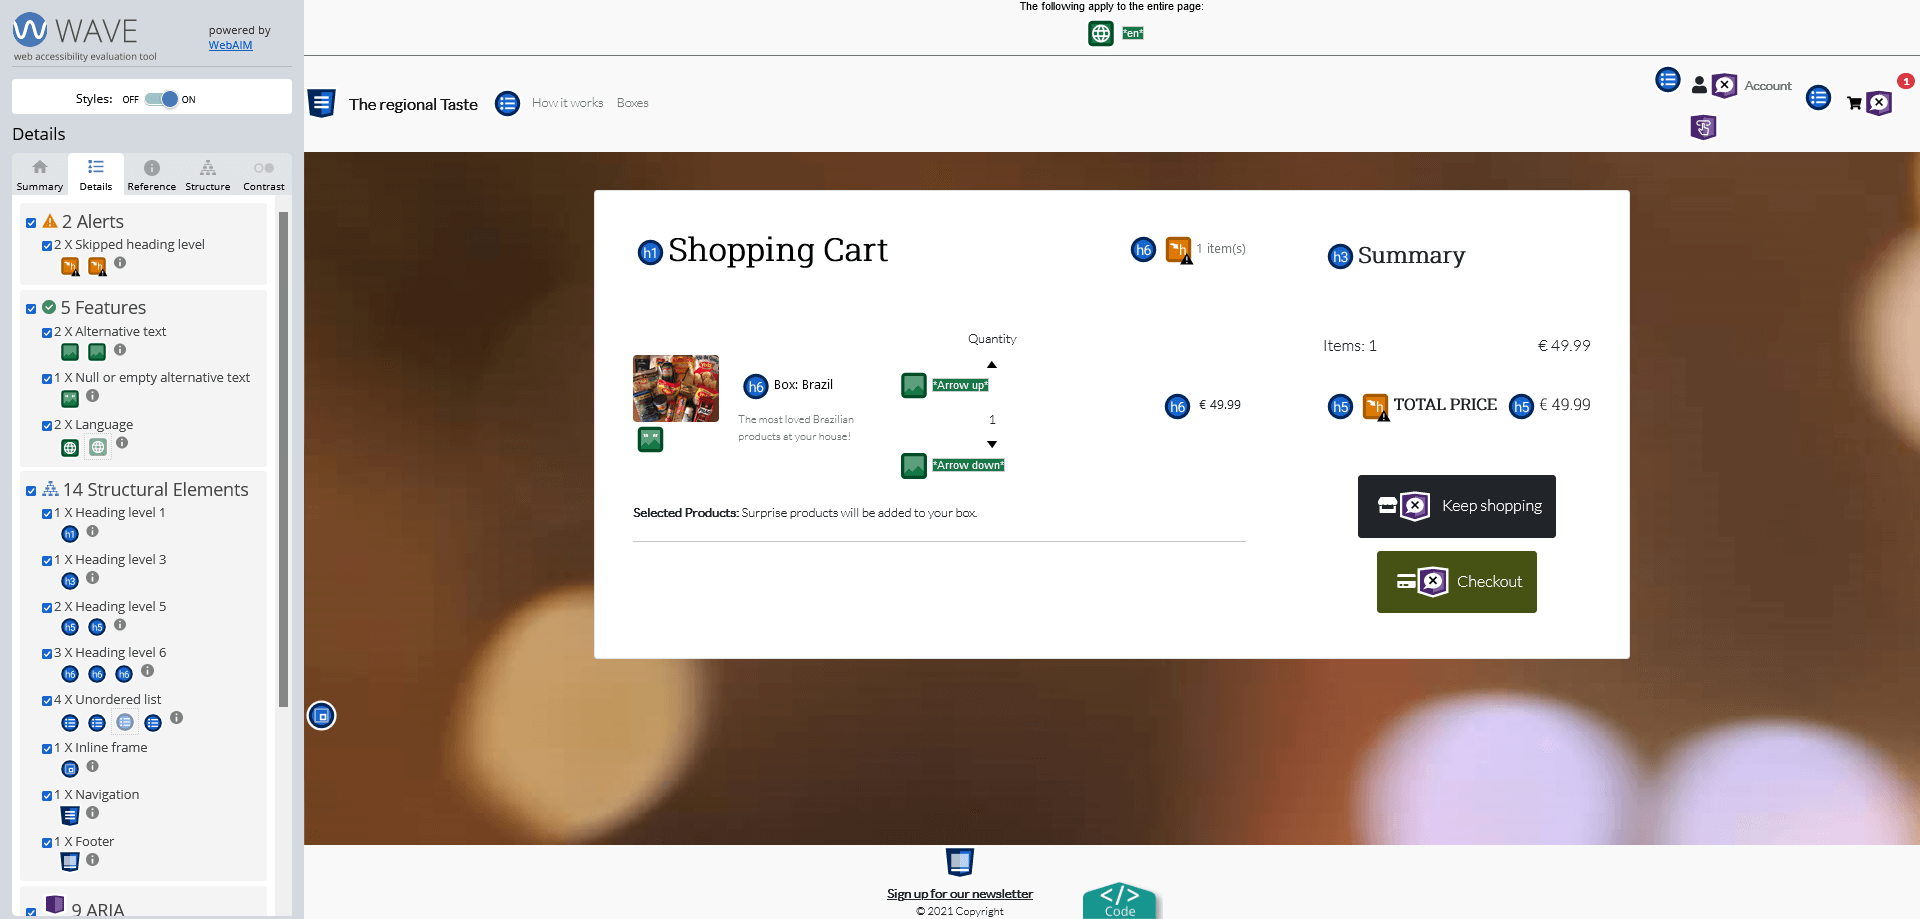 WAVE
web accessibility evaluation tool
powered by
WebAIM
Styles: OFF ON
Details
Summary Details Reference Structure Contrast
2 Alerts
2 X Skipped heading level
5 Features
2 X Alternative text
1 X Null or empty alternative text
2 X Language
14 Structural Elements
1 X Heading level 1
h1
1 X Heading level 3
h3
2 X Heading level 5
h5 h5
3 X Heading level 6
h6 h6 h6
4 X Unordered list
1 X Inline frame
1 X Navigation
1 X Footer
9 ARIA
The following apply to the entire page:
*en*
The regional Taste How it works Boxes Account 1
h1 Shopping Cart h6 h 1 item(s) h3 Summary
Quantity
Items: 1 € 49.99
h6 Box: Brazil
*Arrow up*
The most loved Brazilian
products at your house!
1
*Arrow down*
h6 € 49.99
h5 h TOTAL PRICE h5 € 49.99
Selected Products: Surprise products will be added to your box.
Keep shopping
Checkout
Sign up for our newsletter
© 2021 Copyright
</>
Code